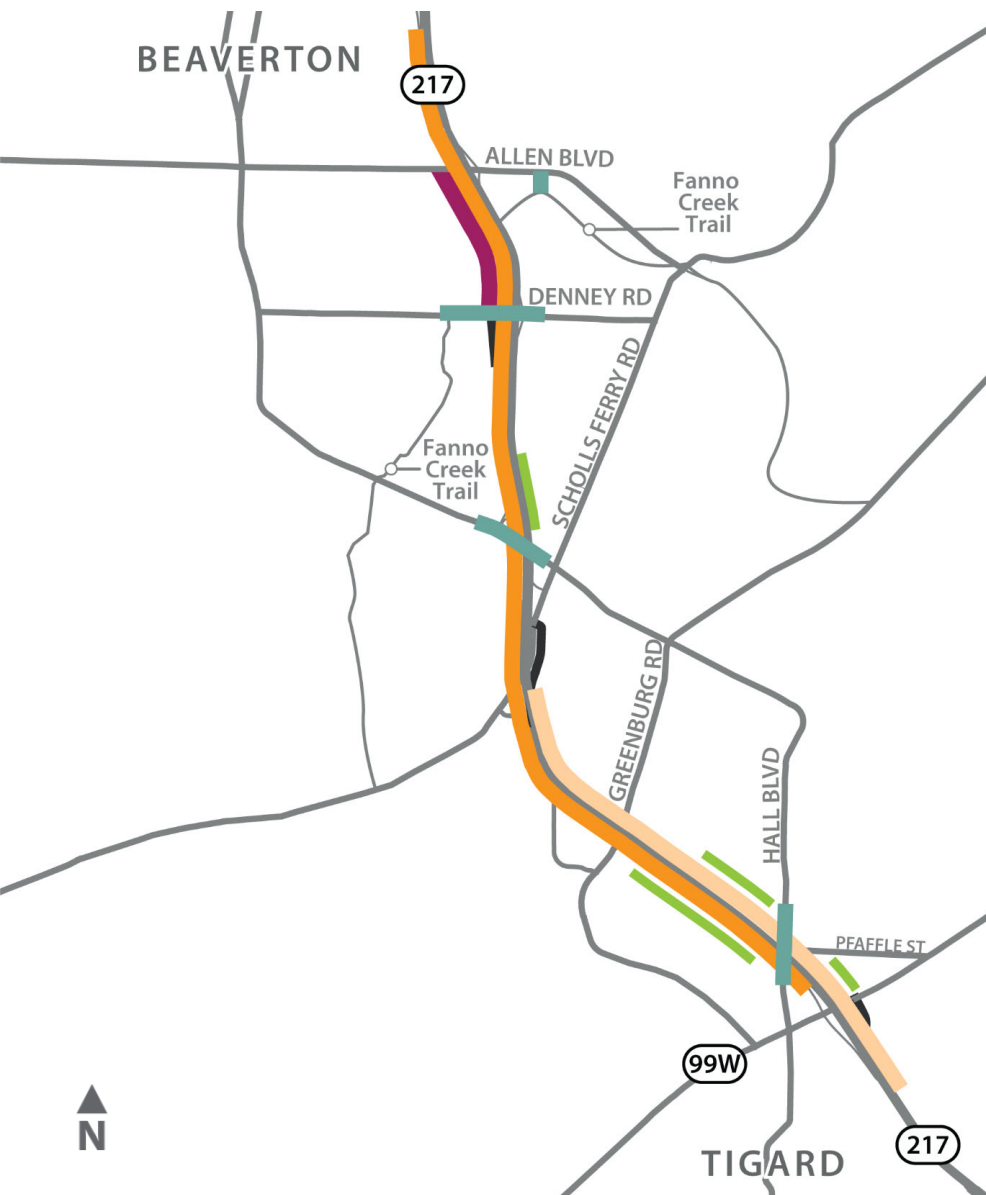 BEAVERTON
217
ALLEN BLVD
Fanno
Creek
Trail
DENNEY RD
SCHOLLS FERRY RD
Fanno
Creek
Trail
GREENBURG RD
HALL BLVD
PFAFFLE ST
99W
N
217
TIGARD